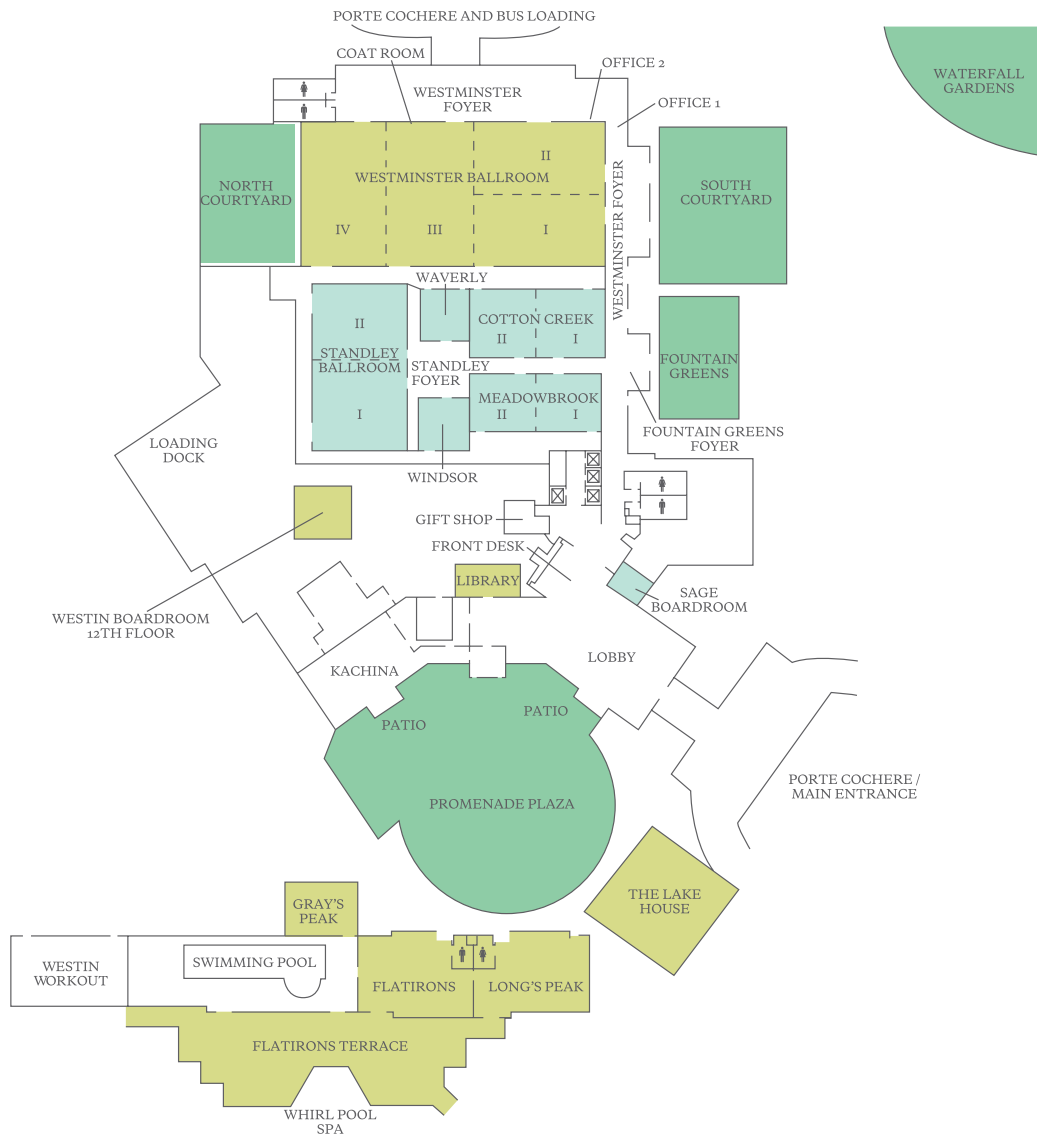 PORTE COCHERE AND BUS LOADING
COAT ROOM
OFFICE 2
WESTMINSTER
FOYER
OFFICE 1
WATERFALL
GARDENS
II
WESTMINSTER BALLROOM
NORTH
COURTYARD
SOUTH
COURTYARD
WESTMINSTER FOYER
IV
III
I
WAVERLY
II
COTTON CREEK
II
I
STANDLEY
BALLROOM
STANDLEY
FOYER
FOUNTAIN
GREENS
MEADOWBROOK
I
II
I
FOUNTAIN GREENS
FOYER
LOADING
DOCK
WINDSOR
GIFT SHOP
FRONT DESK
LIBRARY
SAGE
BOARDROOM
WESTIN BOARDROOM
12TH FLOOR
KACHINA
LOBBY
PATIO
PATIO
PORTE COCHERE /
MAIN ENTRANCE
PROMENADE PLAZA
GRAY'S
PEAK
THE LAKE
HOUSE
WESTIN
WORKOUT
SWIMMING POOL
FLATIRONS
LONG'S PEAK
FLATIRONS TERRACE
WHIRL POOL
SPA